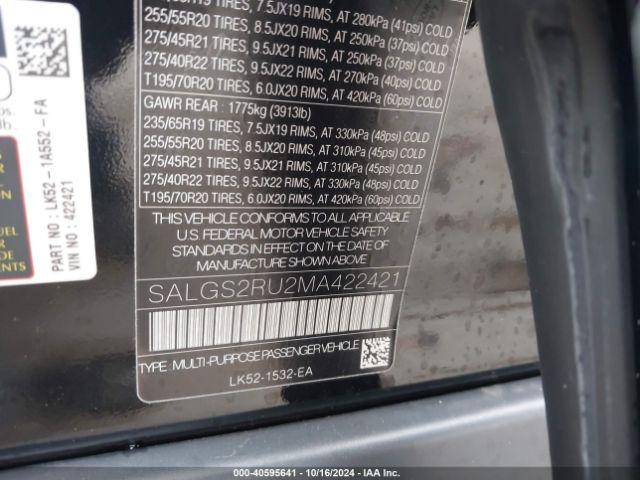 7.5JX19 RIMS, AT 280kPa (41psi) COLD
255/55R20 TIRES, 8.5JX20 RIMS, AT 250kPa (37psi) COLD
275/45R21 TIRES, 9.5JX21 RIMS, AT 250kPa (37psi) COLD
275/40R22 TIRES, 9.5JX22 RIMS, AT 270kPa (40psi) COLD
T195/70R20 TIRES, 6.0JX20 RIMS, AT 420kPa (60psi) COLD
GAWR REAR : 1775kg (3913lb)
235/65R19 TIRES, 7.5JX19 RIMS, AT 330kPa (48psi) COLD
255/55R20 TIRES, 8.5JX20 RIMS, AT 310kPa (45psi) COLD
275/45R21 TIRES, 9.5JX21 RIMS, AT 310kPa (45psi) COLD
275/40R22 TIRES, 9.5JX22 RIMS, AT 330kPa (48psi) COLD
T195/70R20 TIRES, 6.0JX20 RIMS, AT 420kPa (60psi) COLD
THIS VEHICLE CONFORMS TO ALL APPLICABLE
U.S. FEDERAL MOTOR VEHICLE SAFETY
STANDARDS IN EFFECT ON THE DATE OF
MANUFACTURE SHOWN ABOVE
SALGS2RU2MA422421
TYPE: MULTI-PURPOSE PASSENGER VEHICLE
LK52-1532-EA
PART NO : LK52-1A552-FA
VIN : 422421
000-40595641 | 10/16/2024 | IAA Inc.